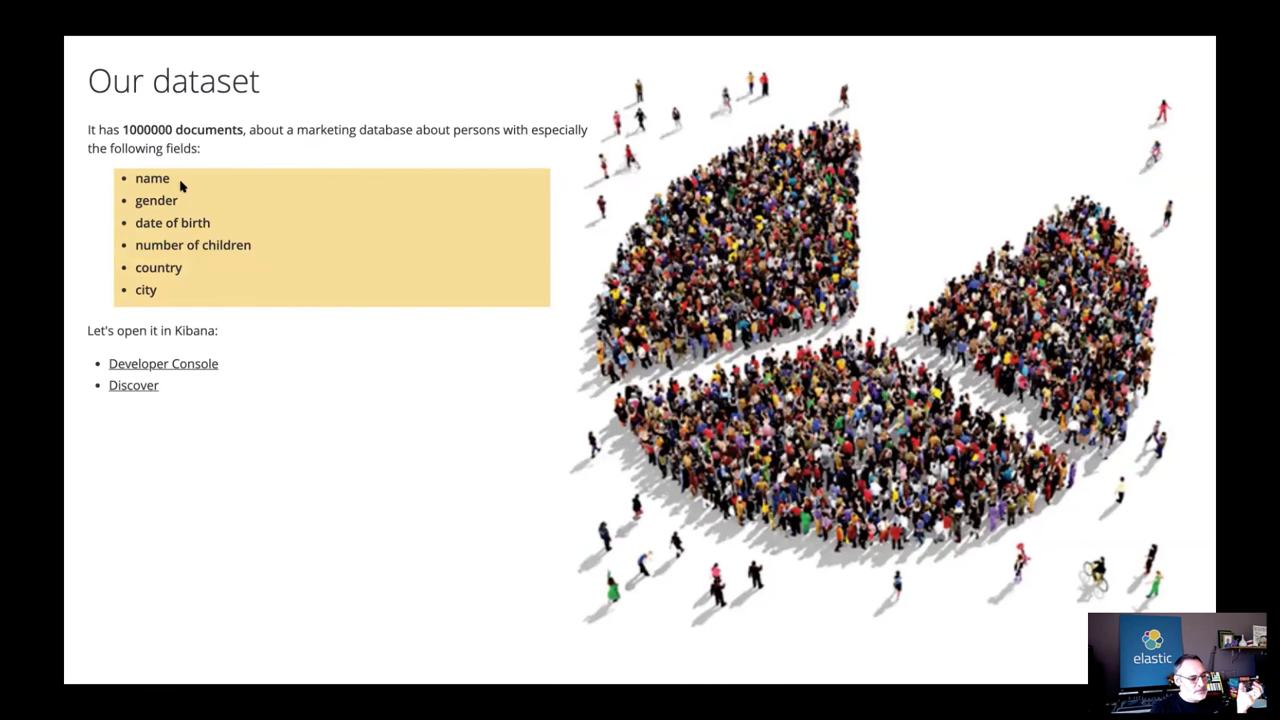 Our dataset
It has 1000000 documents, about a marketing database about persons with especially
the following fields:
• name
• gender
• date of birth
• number of children
• country
• city
Let's open it in Kibana:
• Developer Console
• Discover
elastic